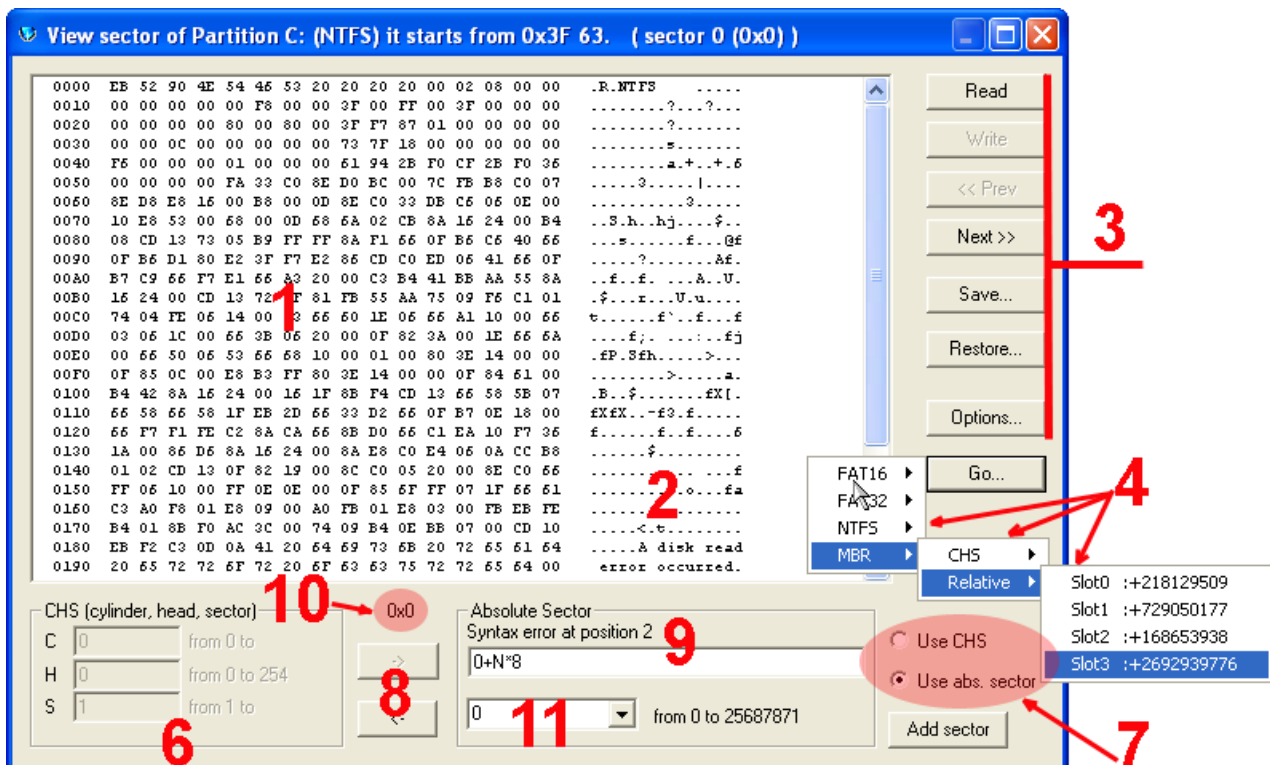 View sector of Partition C: (NTFS) it starts from 0x3F 63. ( sector 0 (0x0) )
0000 EB 52 90 4E 54 46 53 20 20 20 20 00 02 08 00 00 .R.NTFS .....
Read
0010 00 00 00 00 00 F8 00 00 3F 00 FF 00 3F 00 00 00 ........?...?...
0020 00 00 00 00 80 00 80 00 3F F7 87 01 00 00 00 00 ........?.......
0030 00 00 0C 00 00 00 00 00 73 7F 18 00 00 00 00 00 ........s.......
Write
0040 F6 00 00 00 01 00 00 00 61 94 2B F0 CF 2B F0 36 ........a.+..+.6
0050 00 00 00 00 FA 33 C0 8E D0 BC 00 7C FB B8 C0 07 .....3.....|....
<< Prev
0060 8E D8 E8 16 00 B8 00 0D 8E C0 33 DB C6 06 0E 00 ..........3.....
0070 10 E8 53 00 68 00 0D 68 6A 02 CB 8A 16 24 00 B4 ..S.h..hj....$..
0080 08 CD 13 73 05 B9 FF FF 8A F1 66 0F B6 C6 40 66 ...s......f...@f
Next >>
3
0090 0F B6 D1 80 E2 3F F7 E2 86 CD C0 ED 06 41 66 0F .....?.......Af.
00A0 B7 C9 66 F7 E1 66 A3 20 00 C3 B4 41 BB AA 55 8A ..f..f. ...A..U.
00B0 16 24 00 CD 13 72 81 FB 55 AA 75 09 F6 C1 01 .$...r...U.u....
Save...
1
00C0 74 04 FE 06 14 00 66 60 1E 06 66 A1 10 00 66 t......f`..f...f
00D0 03 06 1C 00 66 3B 06 20 00 0F 82 3A 00 1E 66 6A ....f;. ...:..fj
00E0 00 66 50 06 53 66 68 10 00 01 00 80 3E 14 00 00 .fP.Sfh.....>...
Restore...
00F0 0F 85 0C 00 E8 B3 FF 80 3E 14 00 00 0F 84 61 00 ........>.....a.
0100 B4 42 8A 16 24 00 16 1F 8B F4 CD 13 66 58 5B 07 .B..$.......fX[.
0110 66 58 66 58 1F EB 2D 66 33 D2 66 0F B7 0E 18 00 fXfX..-f3.f.....
Options...
0120 66 F7 F1 FE C2 8A CA 66 8B D0 66 C1 EA 10 F7 36 f......f..f....6
0130 1A 00 86 D6 8A 16 24 00 8A E8 C0 E4 06 0A CC B8 ......$.........
0140 01 02 CD 13 0F 82 19 00 8C C0 05 20 00 8E C0 66
FAT16
Go...
4
0150 FF 06 10 00 FF 0E 0E 00 0F 85 6F FF 07 1F 66 61
2
FAT32
0160 C3 A0 F8 01 E8 09 00 A0 FB 01 E8 03 00 FB EB FE
NTFS
0170 B4 01 8B F0 AC 3C 00 74 09 B4 0E BB 07 00 CD 10 .....<.t........
0180 EB F2 C3 0D 0A 41 20 64 69 73 6B 20 72 65 61 64 .....A disk read
MBR
CHS
0190 20 65 72 72 6F 72 20 6F 63 63 75 72 72 65 64 00 error occurred.
Relative
Slot0 :+218129509
Slot1 :+729050177
Slot2 :+168653938
Slot3 :+2692939776
CHS (cylinder, head, sector)
10
0x0
Absolute Sector
Syntax error at position 2
9
C 0 from 0 to
H 0 from 0 to 254
S 1 from 1 to
6
->
8
<-
0+N*8
Use CHS
Use abs. sector
0
11
from 0 to 25687871
Add sector
7